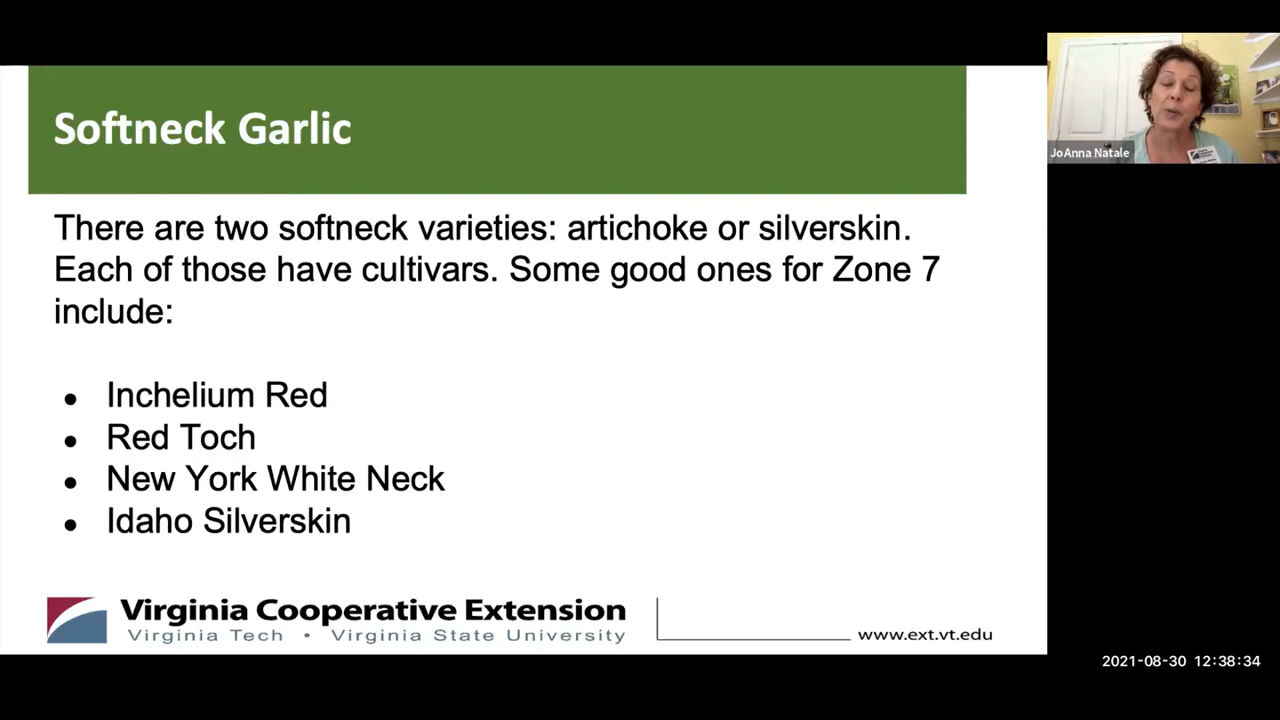 Softneck Garlic
There are two softneck varieties: artichoke or silverskin.
Each of those have cultivars. Some good ones for Zone 7
include:
● Inchelium Red
● Red Toch
● New York White Neck
● Idaho Silverskin
Virginia Cooperative Extension
Virginia Tech • Virginia State University
www.ext.vt.edu
JoAnna Natale
2021-08-30 12:38:34